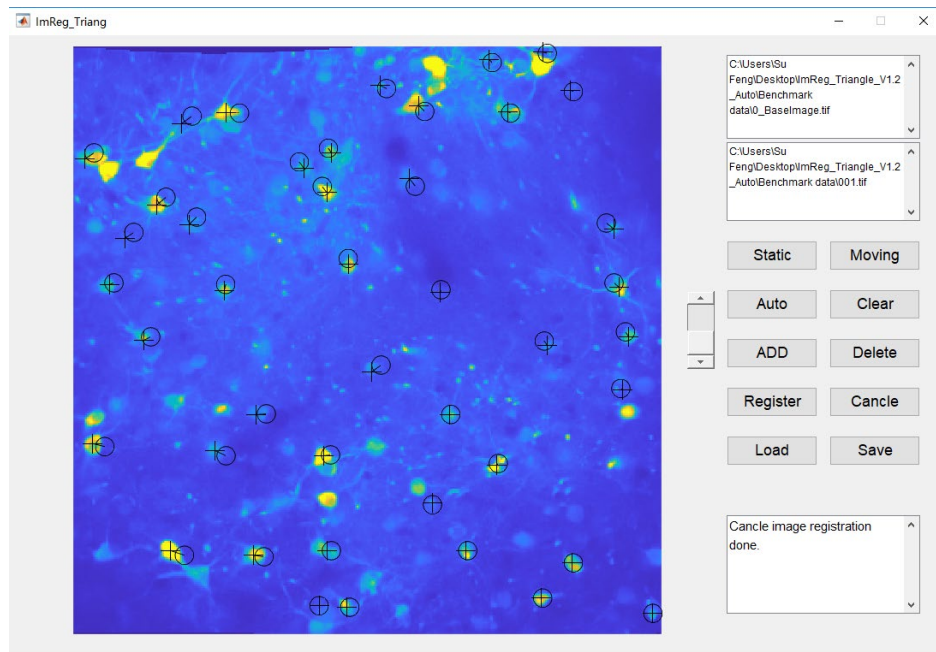 ImReg_Triang
C:\Users\Su
Feng\Desktop\ImReg_Triangle_V1.2
_Auto\Benchmark
data\0_BaseImage.tif
C:\Users\Su
Feng\Desktop\ImReg_Triangle_V1.2
_Auto\Benchmark data\001.tif
Static Moving
Auto Clear
ADD Delete
Register Cancle
Load Save
Cancle image registration
done.